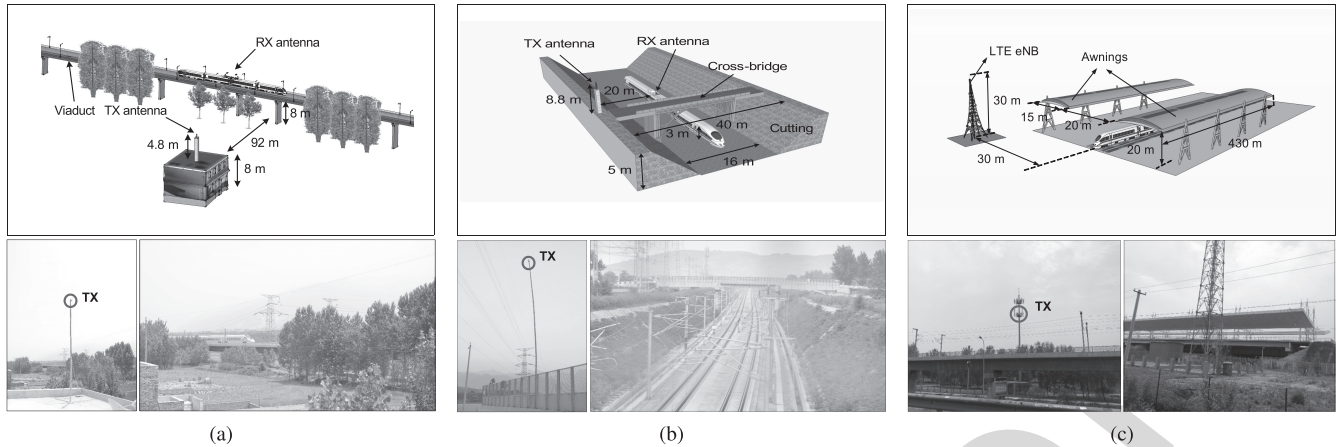 RX antenna
Viaduct
TX antenna
8 m
92 m
4.8 m
8 m
TX
(a)
TX antenna
RX antenna
Cross-bridge
20 m
8.8 m
40 m
3 m
Cutting
16 m
5 m
TX
(b)
LTE eNB
Awnings
30 m
15 m
20 m
20 m
430 m
30 m
TX
(c)